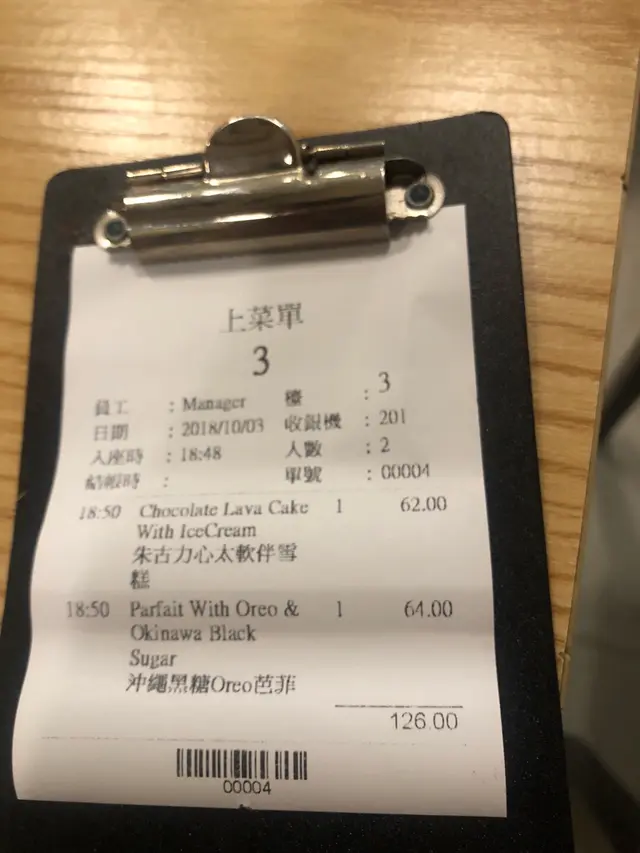 上菜單
3
員工 : Manager 檯 : 3
日期 : 2018/10/03 收銀機 : 201
入座時 : 18:48 人數 : 2
結帳時 : 單號 : 00004
18:50 Chocolate Lava Cake 1 62.00
With IceCream
朱古力心太軟伴雪
糕
18:50 Parfait With Oreo & 1 64.00
Okinawa Black
Sugar
沖繩黑糖Oreo芭菲
126.00
00004